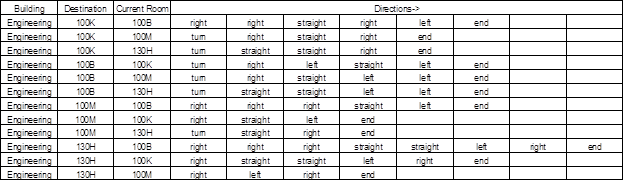 Building Destination Current Room Directions->
Engineering 100K 100B right right straight right left end
Engineering 100K 100M turn right straight right end
Engineering 100K 130H turn straight straight right end
Engineering 100B 100K turn right left straight left end
Engineering 100B 100M turn right straight left left end
Engineering 100B 130H turn straight straight left left end
Engineering 100M 100B right right right straight left end
Engineering 100M 100K right straight left end
Engineering 100M 130H turn straight right end
Engineering 130H 100B right right right straight straight left right end
Engineering 130H 100K right straight straight left right end
Engineering 130H 100M right left right end